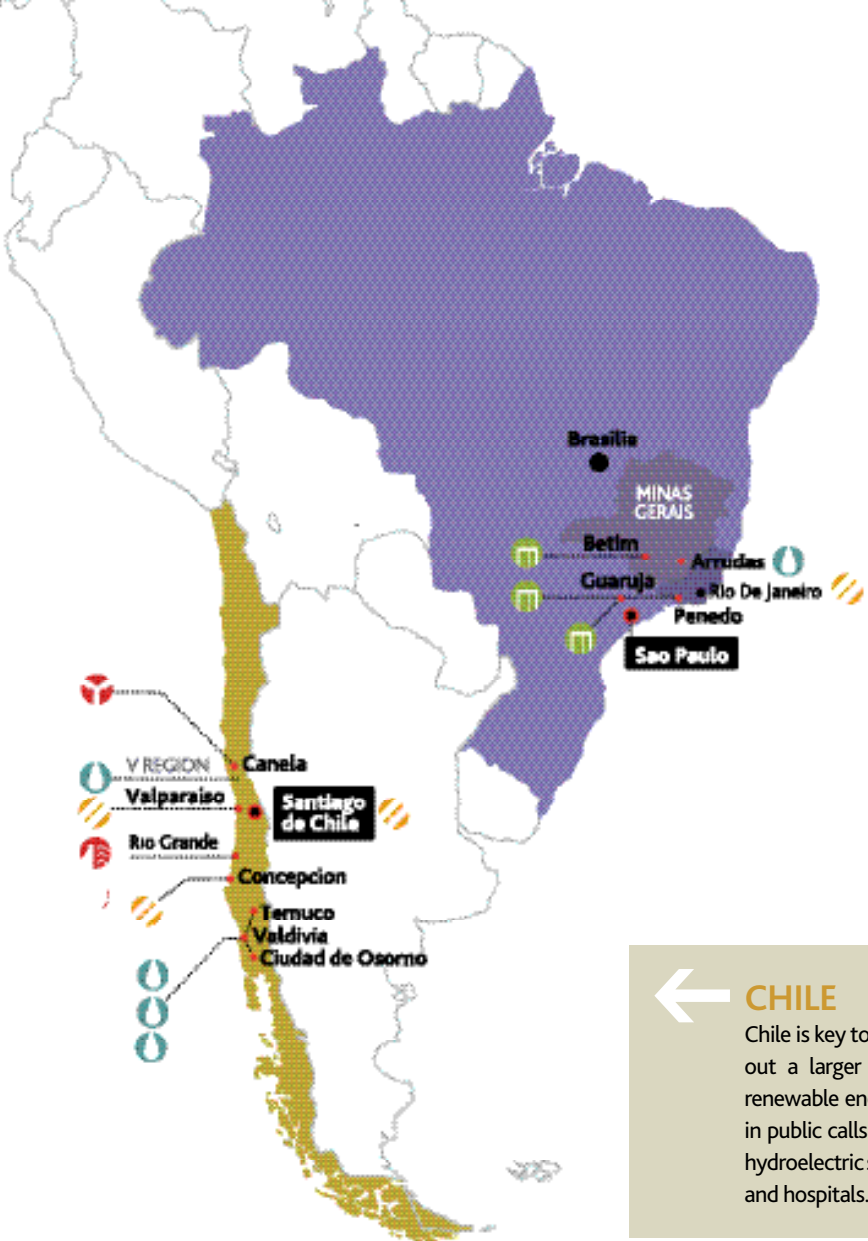 Brasilia
MINAS
GERAIS
Betim
Arrudas
Guaruja
Rio De Janeiro
Penedo
Sao Paulo
V REGION
Canela
Valparaiso
Santiago
de Chile
Rio Grande
Concepcion
Temuco
Valdivia
Ciudad de Osorno
CHILE
Chile is key to
out a larger
renewable en
in public calls
hydroelectric
and hospitals.